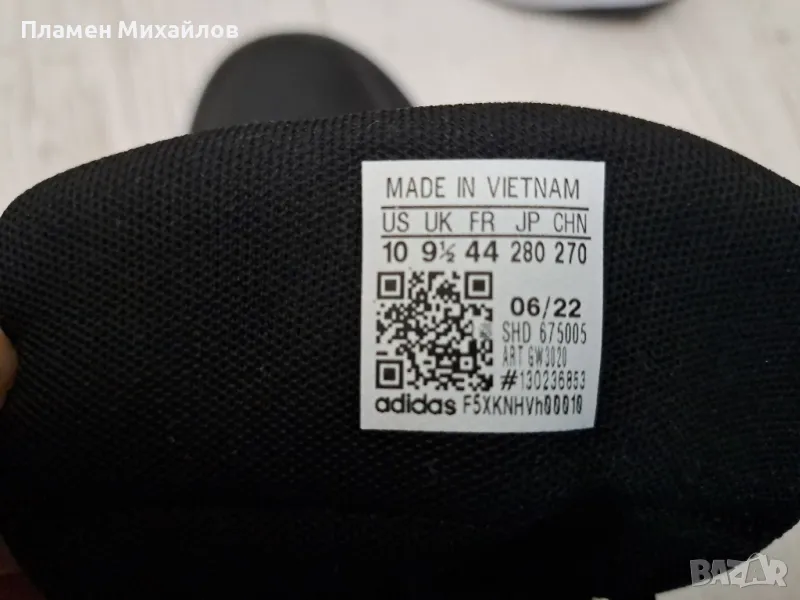 Пламен Михайлов
MADE IN VIETNAM
US UK FR JP CHN
10 9½ 44 280 270
06/22
SHD 675005
ART GW3020
#130236853
adidas F5XKNHVh00010
BAZAR